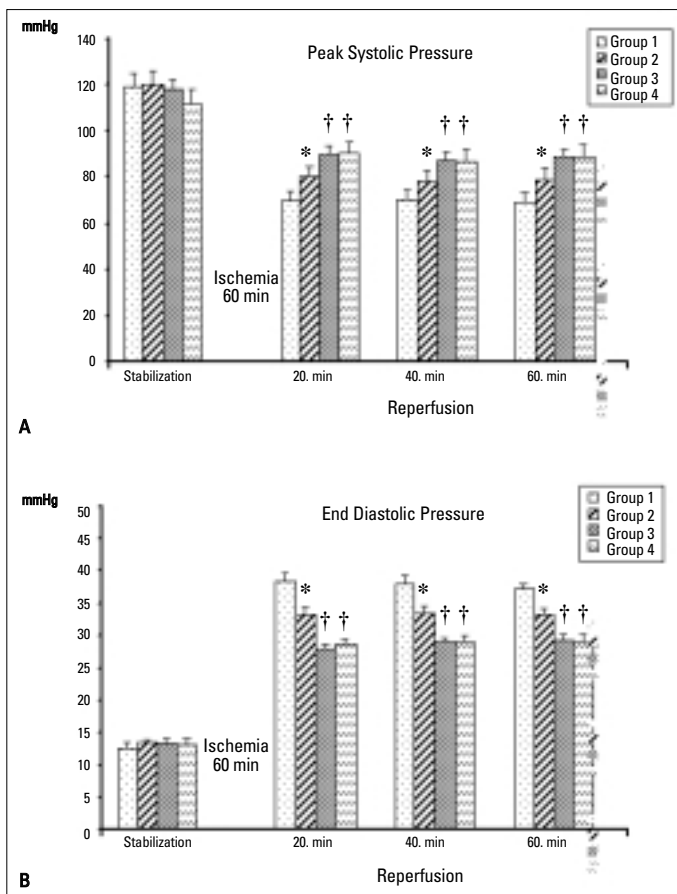 mmHg
Peak Systolic Pressure
Group 1
Group 2
Group 3
Group 4
140
120
100
80
60
40
20
0
* † †
* † †
* † †
Ischemia
60 min
Stabilization 20. min 40. min 60. min
Reperfusion
A
mmHg
End Diastolic Pressure
Group 1
Group 2
Group 3
Group 4
50
45
40
35
30
25
20
15
10
5
0
* † †
* † †
* † †
Ischemia
60 min
Stabilization 20. min 40. min 60. min
Reperfusion
B